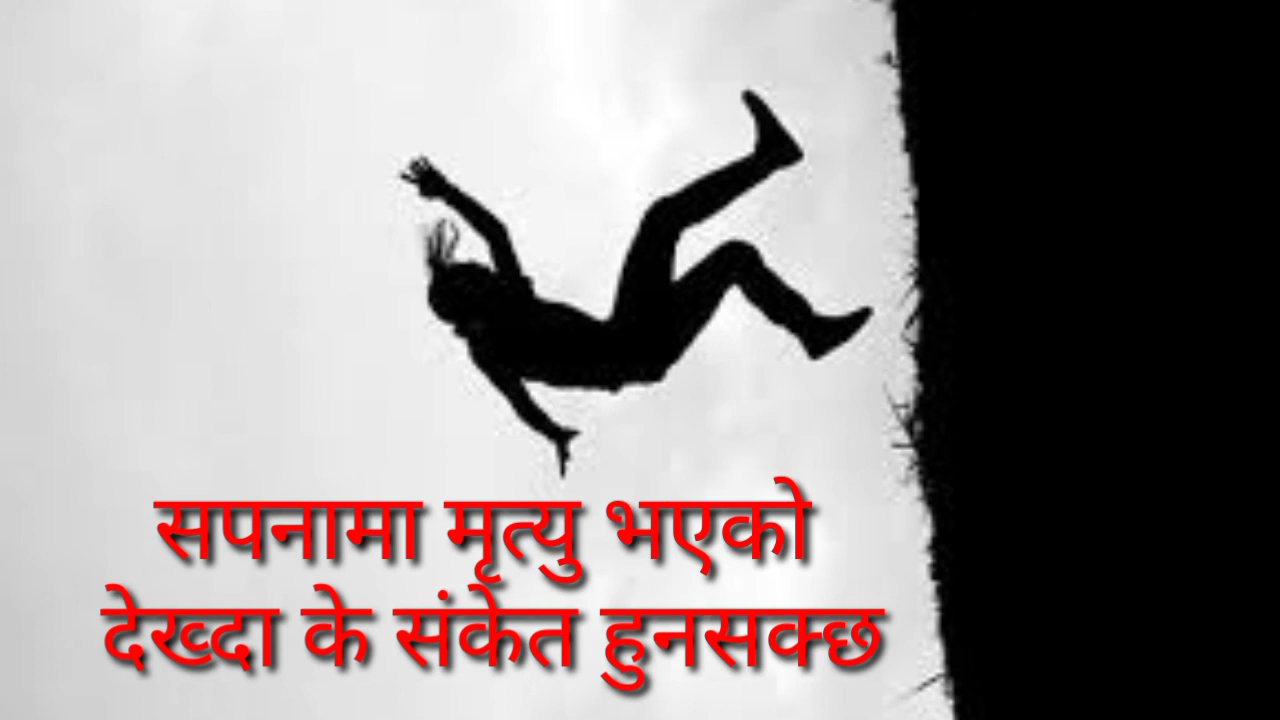 सपनामा मृत्यु भएको
देख्दा के संकेत हुनसक्छ